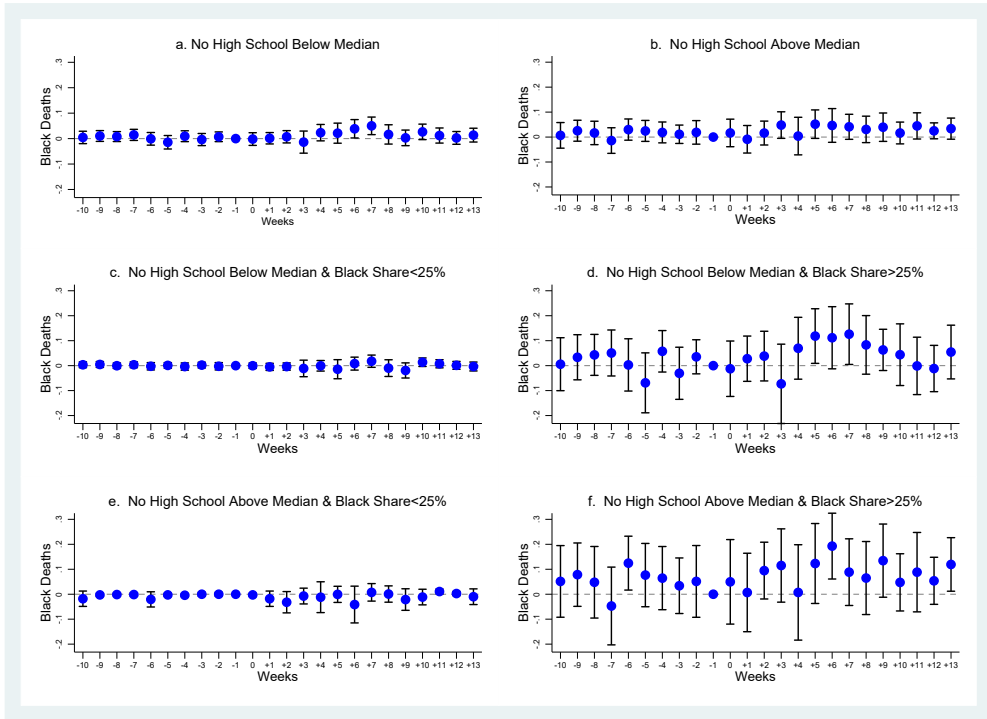 a. No High School Below Median
.3
.2
.1
0
-.1
-.2
Black Deaths
-10 -9 -8 -7 -6 -5 -4 -3 -2 -1 0 +1 +2 +3 +4 +5 +6 +7 +8 +9 +10 +11 +12 +13
Weeks
b. No High School Above Median
.3
.2
.1
0
-.1
-.2
Black Deaths
-10 -9 -8 -7 -6 -5 -4 -3 -2 -1 0 +1 +2 +3 +4 +5 +6 +7 +8 +9 +10 +11 +12 +13
Weeks
c. No High School Below Median & Black Share<25%
.3
.2
.1
0
-.1
-.2
Black Deaths
-10 -9 -8 -7 -6 -5 -4 -3 -2 -1 0 +1 +2 +3 +4 +5 +6 +7 +8 +9 +10 +11 +12 +13
Weeks
d. No High School Below Median & Black Share>25%
.3
.2
.1
0
-.1
-.2
Black Deaths
-10 -9 -8 -7 -6 -5 -4 -3 -2 -1 0 +1 +2 +3 +4 +5 +6 +7 +8 +9 +10 +11 +12 +13
Weeks
e. No High School Above Median & Black Share<25%
.3
.2
.1
0
-.1
-.2
Black Deaths
-10 -9 -8 -7 -6 -5 -4 -3 -2 -1 0 +1 +2 +3 +4 +5 +6 +7 +8 +9 +10 +11 +12 +13
Weeks
f. No High School Above Median & Black Share>25%
.3
.2
.1
0
-.1
-.2
Black Deaths
-10 -9 -8 -7 -6 -5 -4 -3 -2 -1 0 +1 +2 +3 +4 +5 +6 +7 +8 +9 +10 +11 +12 +13
Weeks